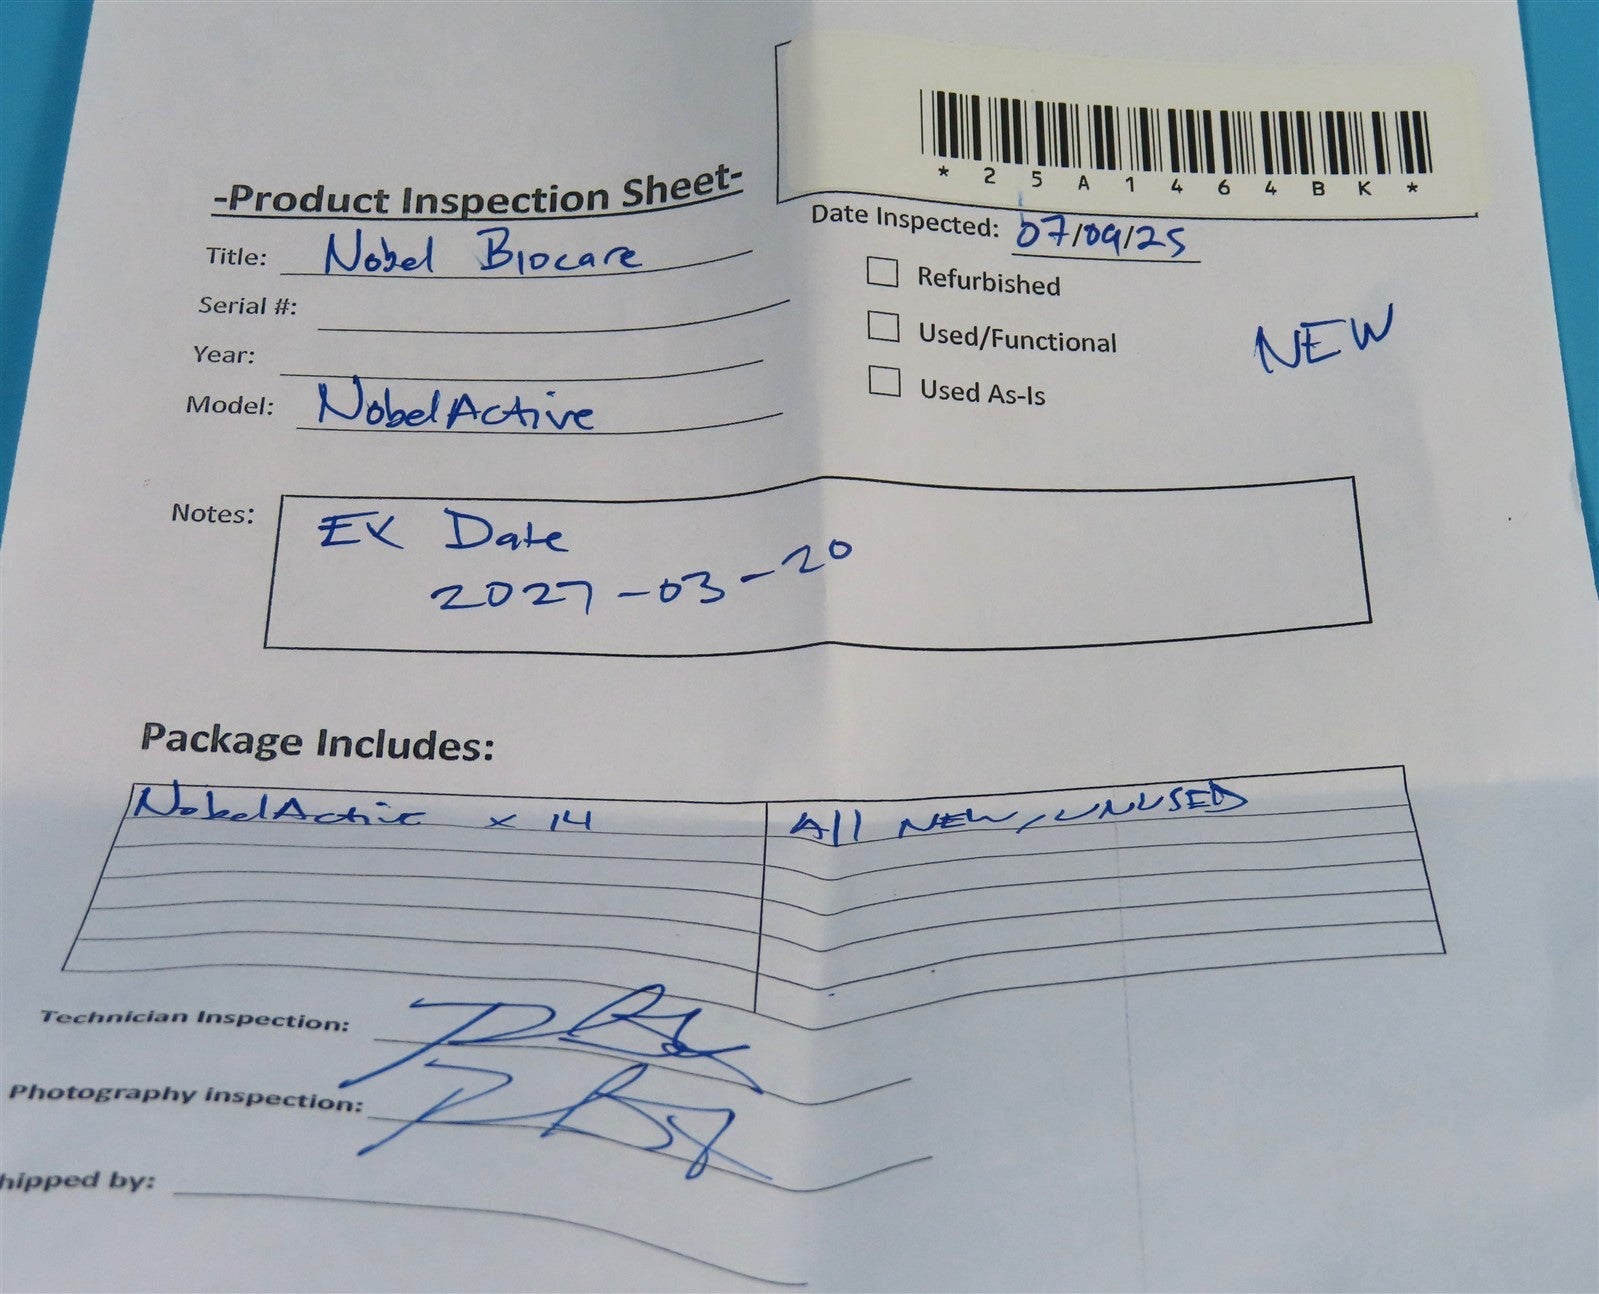 *25A1464BK*
-Product Inspection Sheet-
Date Inspected: 07/09/25
Title: Nobel Biocare
Refurbished
Serial #:
Used/Functional
NEW
Year:
Used As-Is
Model: NobelActive
Notes: EX Date
2027-03-20
Package Includes:
NobelActive x 14
All NEW, UNUSED
Technician Inspection:
Photography inspection:
hipped by: